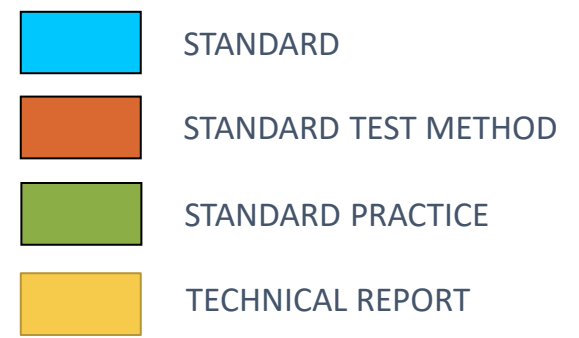 STANDARD
STANDARD TEST METHOD
STANDARD PRACTICE
TECHNICAL REPORT